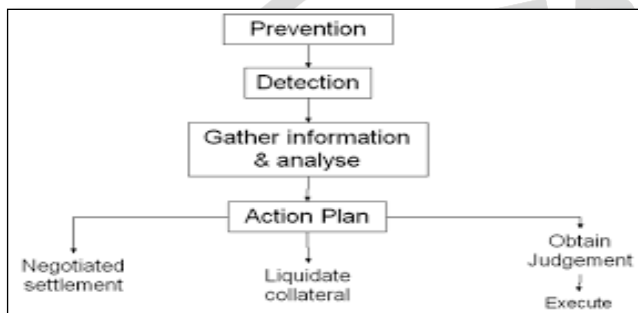 Prevention
Detection
Gather information
& analyse
Action Plan
Negotiated
settlement
Liquidate
collateral
Obtain
Judgement
Execute